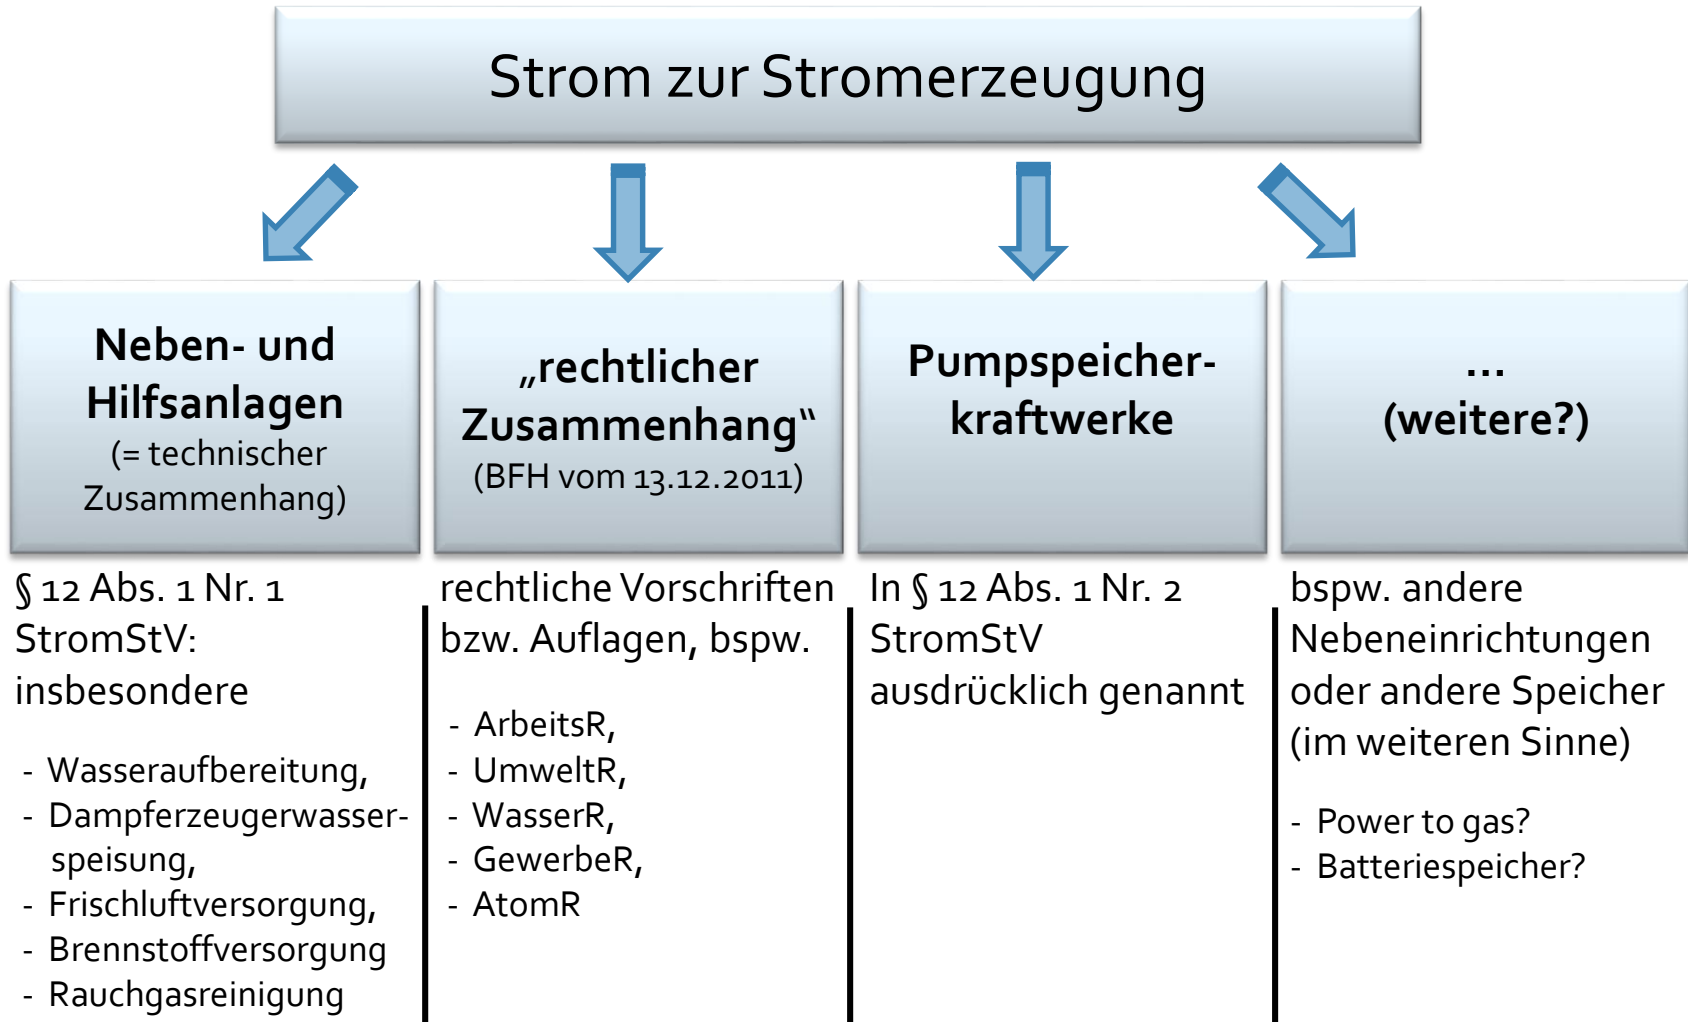 Strom zur Stromerzeugung
Neben- und
Hilfsanlagen
(= technischer
Zusammenhang)
§ 12 Abs. 1 Nr. 1
StromStV:
insbesondere
- Wasseraufbereitung,
- Dampferzeugerwasser-
speisung,
- Frischluftversorgung,
- Brennstoffversorgung
- Rauchgasreinigung
„rechtlicher
Zusammenhang“
(BFH vom 13.12.2011)
rechtliche Vorschriften
bzw. Auflagen, bspw.
- ArbeitsR,
- UmweltR,
- WasserR,
- GewerbeR,
- AtomR
Pumpspeicher-
kraftwerke
In § 12 Abs. 1 Nr. 2
StromStV
ausdrücklich genannt
...
(weitere?)
bspw. andere
Nebeneinrichtungen
oder andere Speicher
(im weiteren Sinne)
- Power to gas?
- Batteriespeicher?